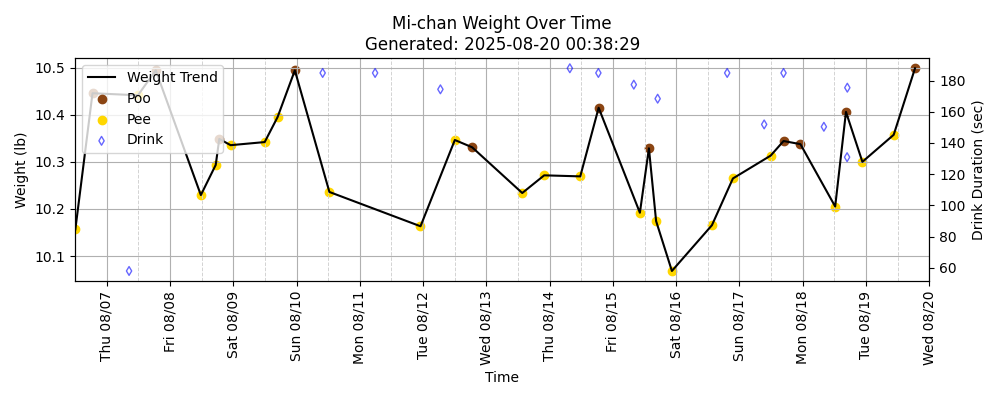 Mi-chan Weight Over Time
Generated: 2025-08-20 00:38:29
Weight Trend
Poo
Pee
Drink
Weight (lb)
10.5
10.4
10.3
10.2
10.1
Drink Duration (sec)
180
160
140
120
100
80
60
Thu 08/07
Fri 08/08
Sat 08/09
Sun 08/10
Mon 08/11
Tue 08/12
Wed 08/13
Thu 08/14
Fri 08/15
Sat 08/16
Sun 08/17
Mon 08/18
Tue 08/19
Wed 08/20
Time